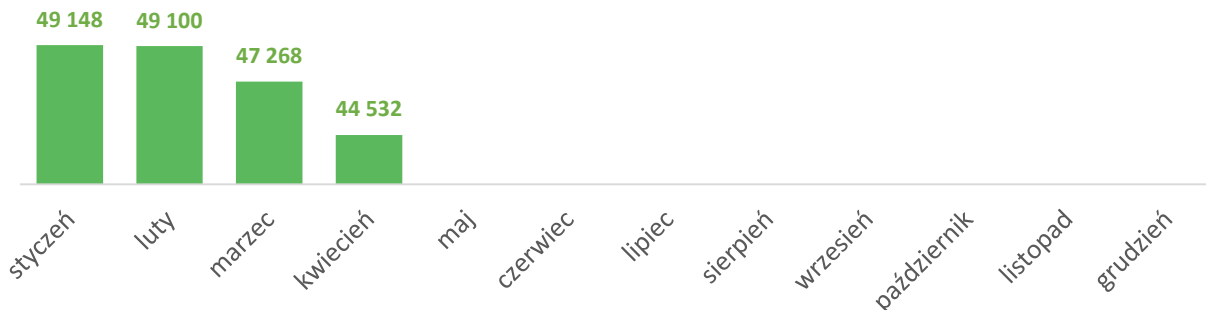 49 148
49 100
47 268
44 532
styczeń
luty
marzec
kwiecień
maj
czerwiec
lipiec
sierpień
wrzesień
październik
listopad
grudzień